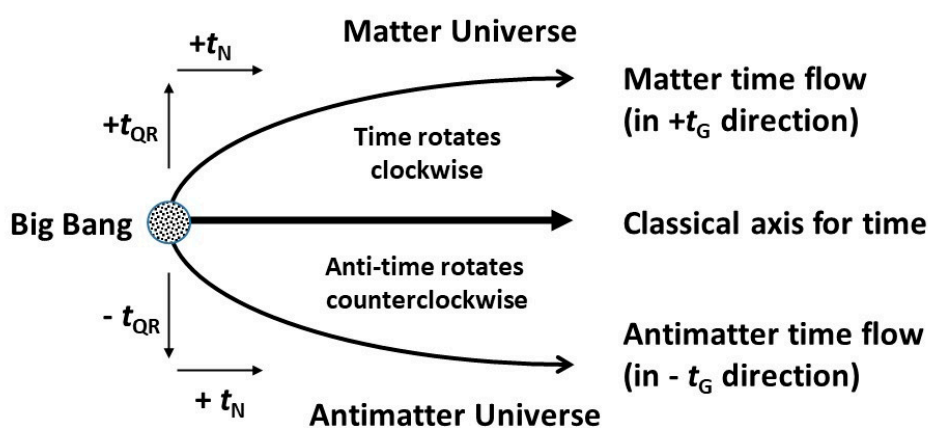 Matter Universe
+tN
Matter time flow
(in +tG direction)
+tQR
Time rotates
clockwise
Big Bang
Classical axis for time
Anti-time rotates
counterclockwise
- tQR
Antimatter time flow
(in - tG direction)
+ tN
Antimatter Universe